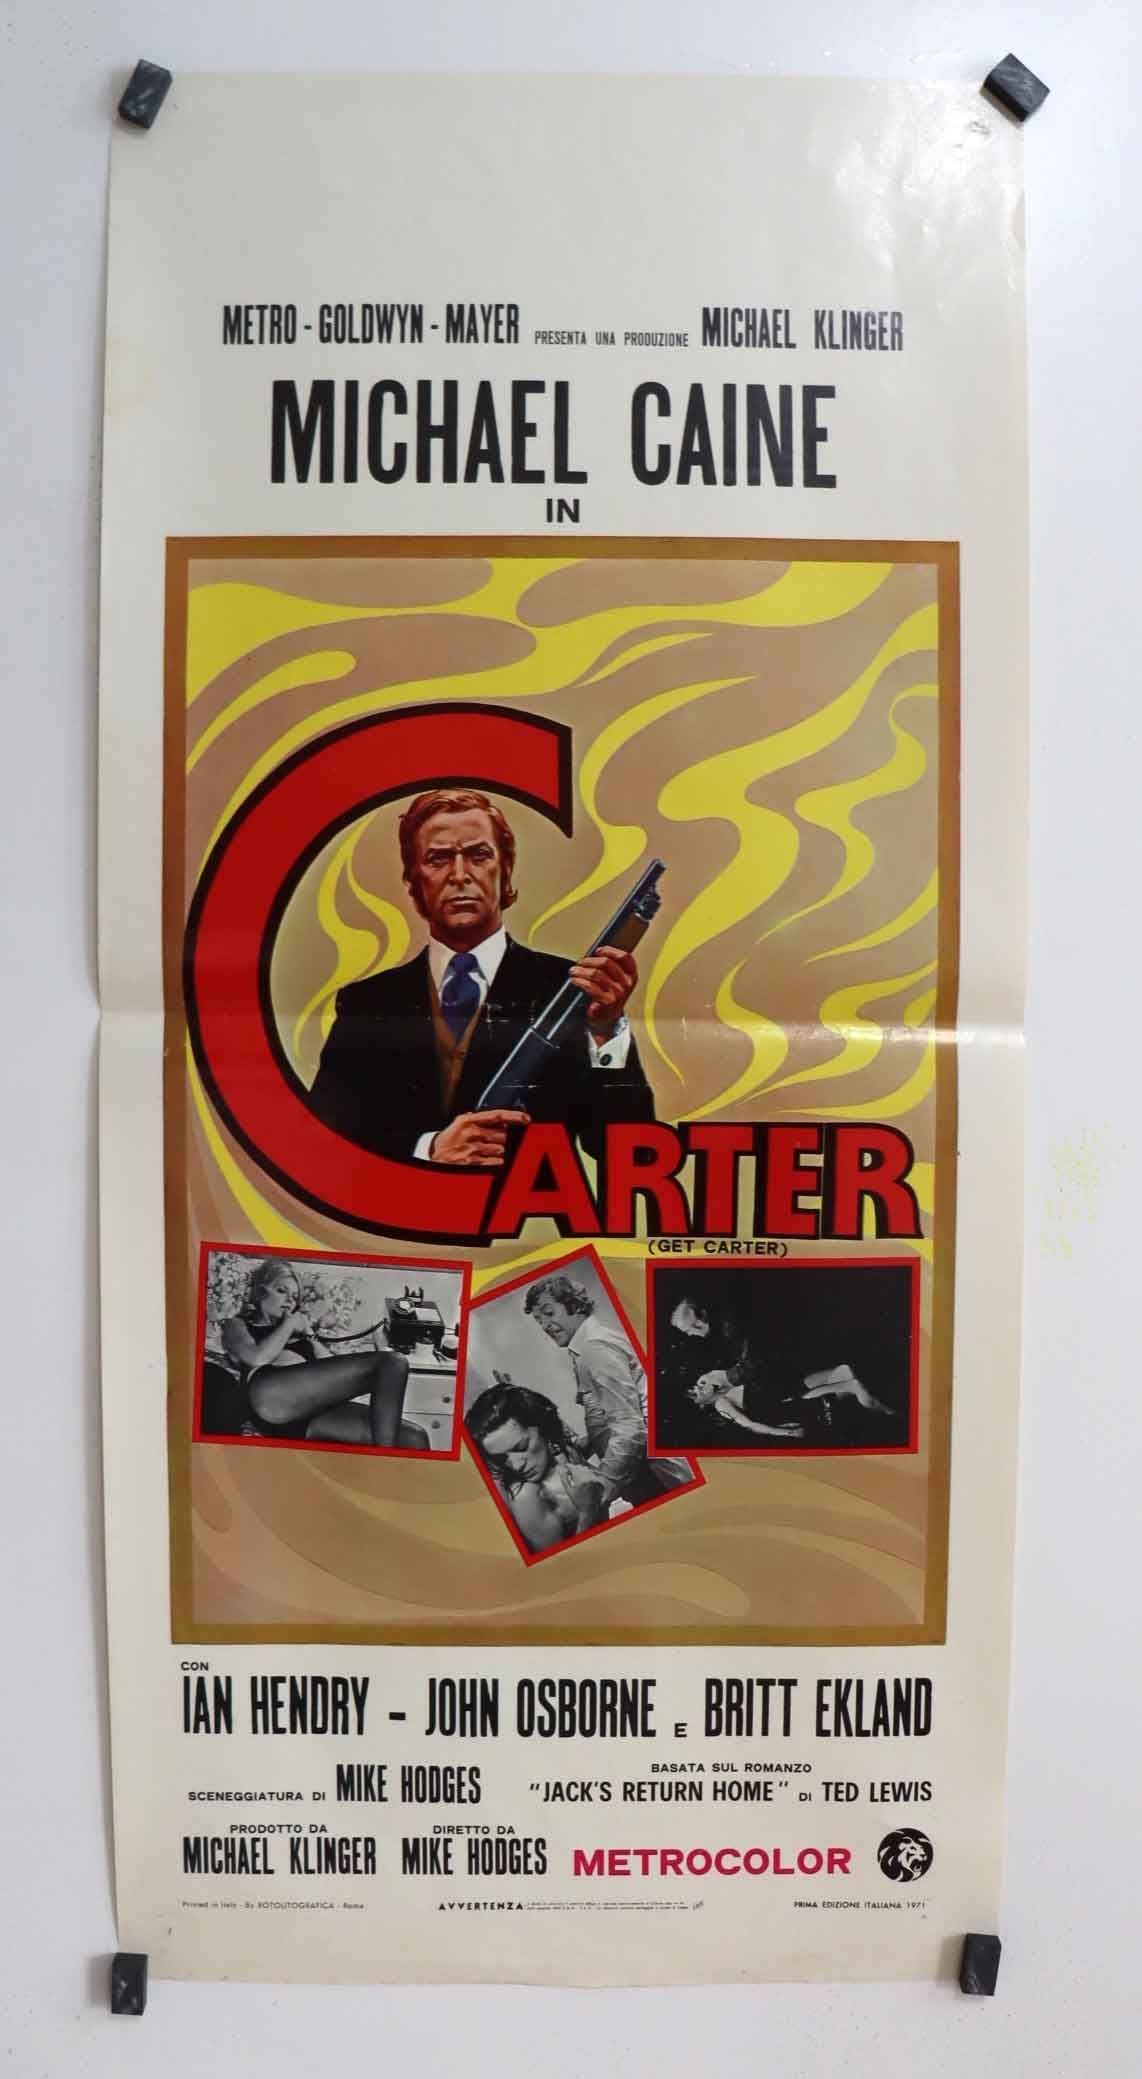 METRO - GOLDWYN - MAYER PRESENTA UNA PRODUZIONE MICHAEL KLINGER
MICHAEL CAINE
IN
CARTER
(GET CARTER)
CON
IAN HENDRY - JOHN OSBORNE E BRITT EKLAND
SCENEGGIATURA DI MIKE HODGES
BASATA SUL ROMANZO
"JACK'S RETURN HOME" DI TED LEWIS
PRODOTTO DA
MICHAEL KLINGER
DIRETTO DA
MIKE HODGES
METROCOLOR
Printed in Italy - By ROTOLITOGRAFICA - Roma
AVVERTENZA
PRIMA EDIZIONE ITALIANA 1971